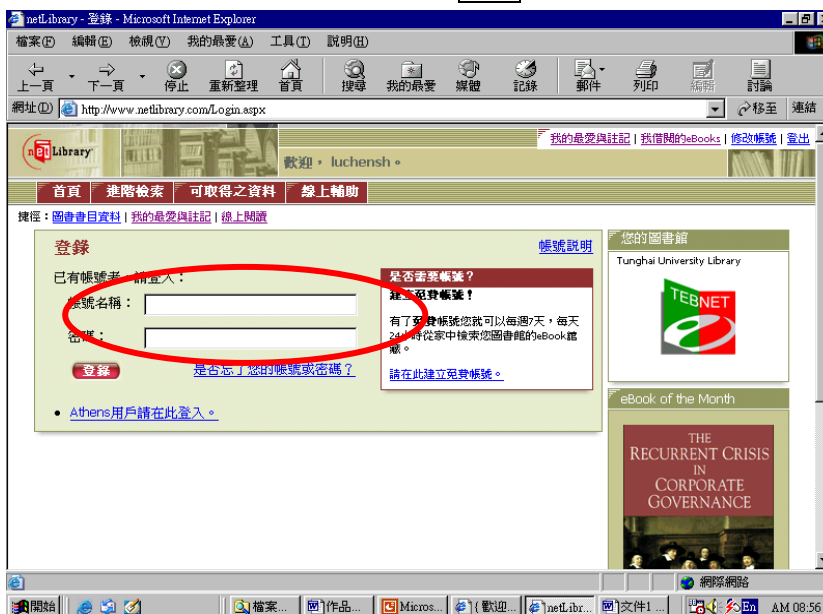 netLibrary - 登錄 - Microsoft Internet Explorer
檔案(F) 編輯(E) 檢視(V) 我的最愛(A) 工具(T) 說明(H)
上一頁 下一頁 停止 重新整理 首頁 搜尋 我的最愛 媒體 記錄 郵件 列印 編輯 討論
網址(D) http://www.netlibrary.com/Login.aspx 移至 連結
netLibrary
我的最愛與註記 | 我借閱的eBooks | 修改帳號 | 登出
歡迎, luchensh。
首頁 進階檢索 可取得之資料 線上輔助
捷徑:圖書書目資料 | 我的最愛與註記 | 線上閱讀
登錄
帳號說明
已有帳號者,請登入:
帳號名稱:
密碼:
登錄
是否忘了您的帳號或密碼?
Athens用戶請在此登入。
是否需要帳號?
建立免費帳號!
有了免費帳號您就可以每週7天,每天
24小時從家中檢索您圖書館的eBook館
藏。
請在此建立免費帳號。
您的圖書館
Tunghai University Library
TEBNET
eBook of the Month
THE
RECURRENT CRISIS
IN
CORPORATE
GOVERNANCE
網際網路
開始 檔案... 作品... Micros... { 歡迎... netLibr... 文件1 ... En AM 08:56